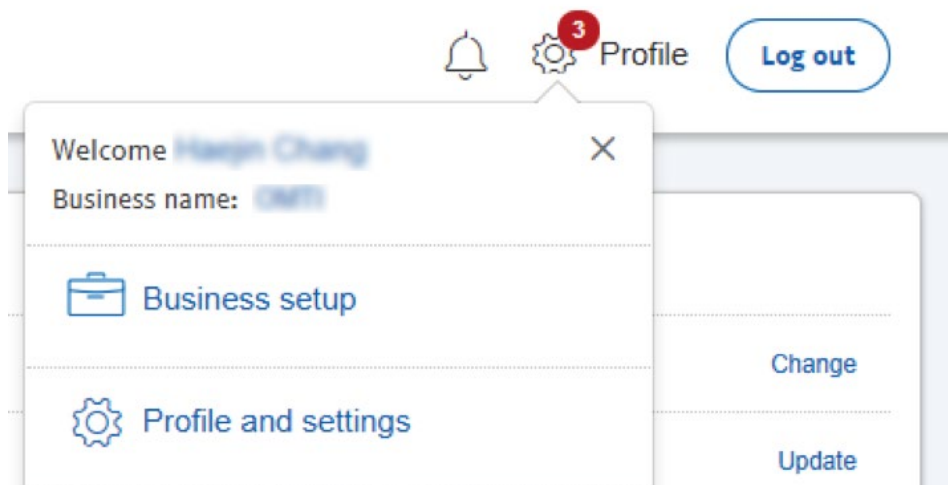 3
Profile
Log out
Welcome
Business name:
Business setup
Profile and settings
Change
Update